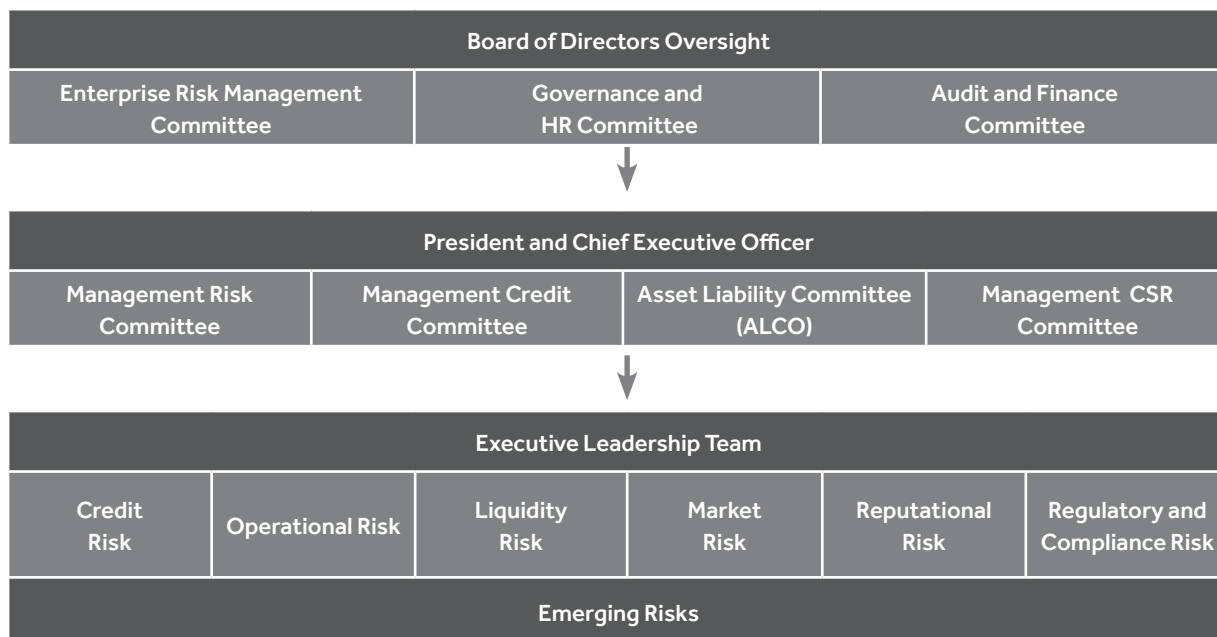 Board of Directors Oversight
Enterprise Risk Management
Committee
Governance and
HR Committee
Audit and Finance
Committee
President and Chief Executive Officer
Management Risk
Committee
Management Credit
Committee
Asset Liability Committee
(ALCO)
Management CSR
Committee
Executive Leadership Team
Credit
Risk
Operational Risk
Liquidity
Risk
Market
Risk
Reputational
Risk
Regulatory and
Compliance Risk
Emerging Risks